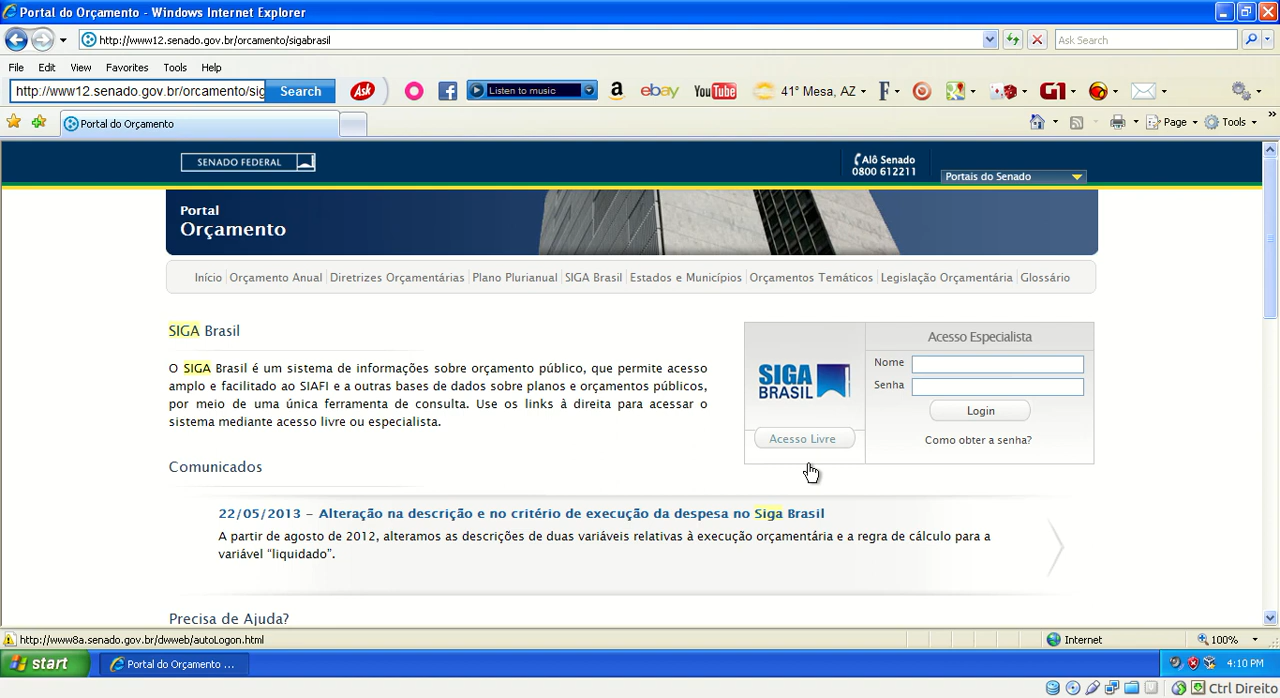 Portal do Orçamento - Windows Internet Explorer
http://www12.senado.gov.br/orcamento/sigabrasil
Ask Search
File Edit View Favorites Tools Help
http://www12.senado.gov.br/orcamento/sig
Search
Ask
Listen to music
a
ebay
YouTube
41° Mesa, AZ
F
G1
Portal do Orçamento
Page
Tools
SENADO FEDERAL
Alô Senado
0800 612211
Portais do Senado
Portal
Orçamento
Início Orçamento Anual Diretrizes Orçamentárias Plano Plurianual SIGA Brasil Estados e Municípios Orçamentos Temáticos Legislação Orçamentária Glossário
SIGA Brasil
O SIGA Brasil é um sistema de informações sobre orçamento público, que permite acesso
amplo e facilitado ao SIAFI e a outras bases de dados sobre planos e orçamentos públicos,
por meio de uma única ferramenta de consulta. Use os links à direita para acessar o
sistema mediante acesso livre ou especialista.
SIGA
BRASIL
Acesso Livre
Acesso Especialista
Nome
Senha
Login
Como obter a senha?
Comunicados
22/05/2013 - Alteração na descrição e no critério de execução da despesa no Siga Brasil
A partir de agosto de 2012, alteramos as descrições de duas variáveis relativas à execução orçamentária e a regra de cálculo para a
variável “liquidado”.
Precisa de Ajuda?
http://www8a.senado.gov.br/dwweb/autoLogon.html
Internet
100%
start
Portal do Orçamento ...
4:10 PM
Ctrl Direito